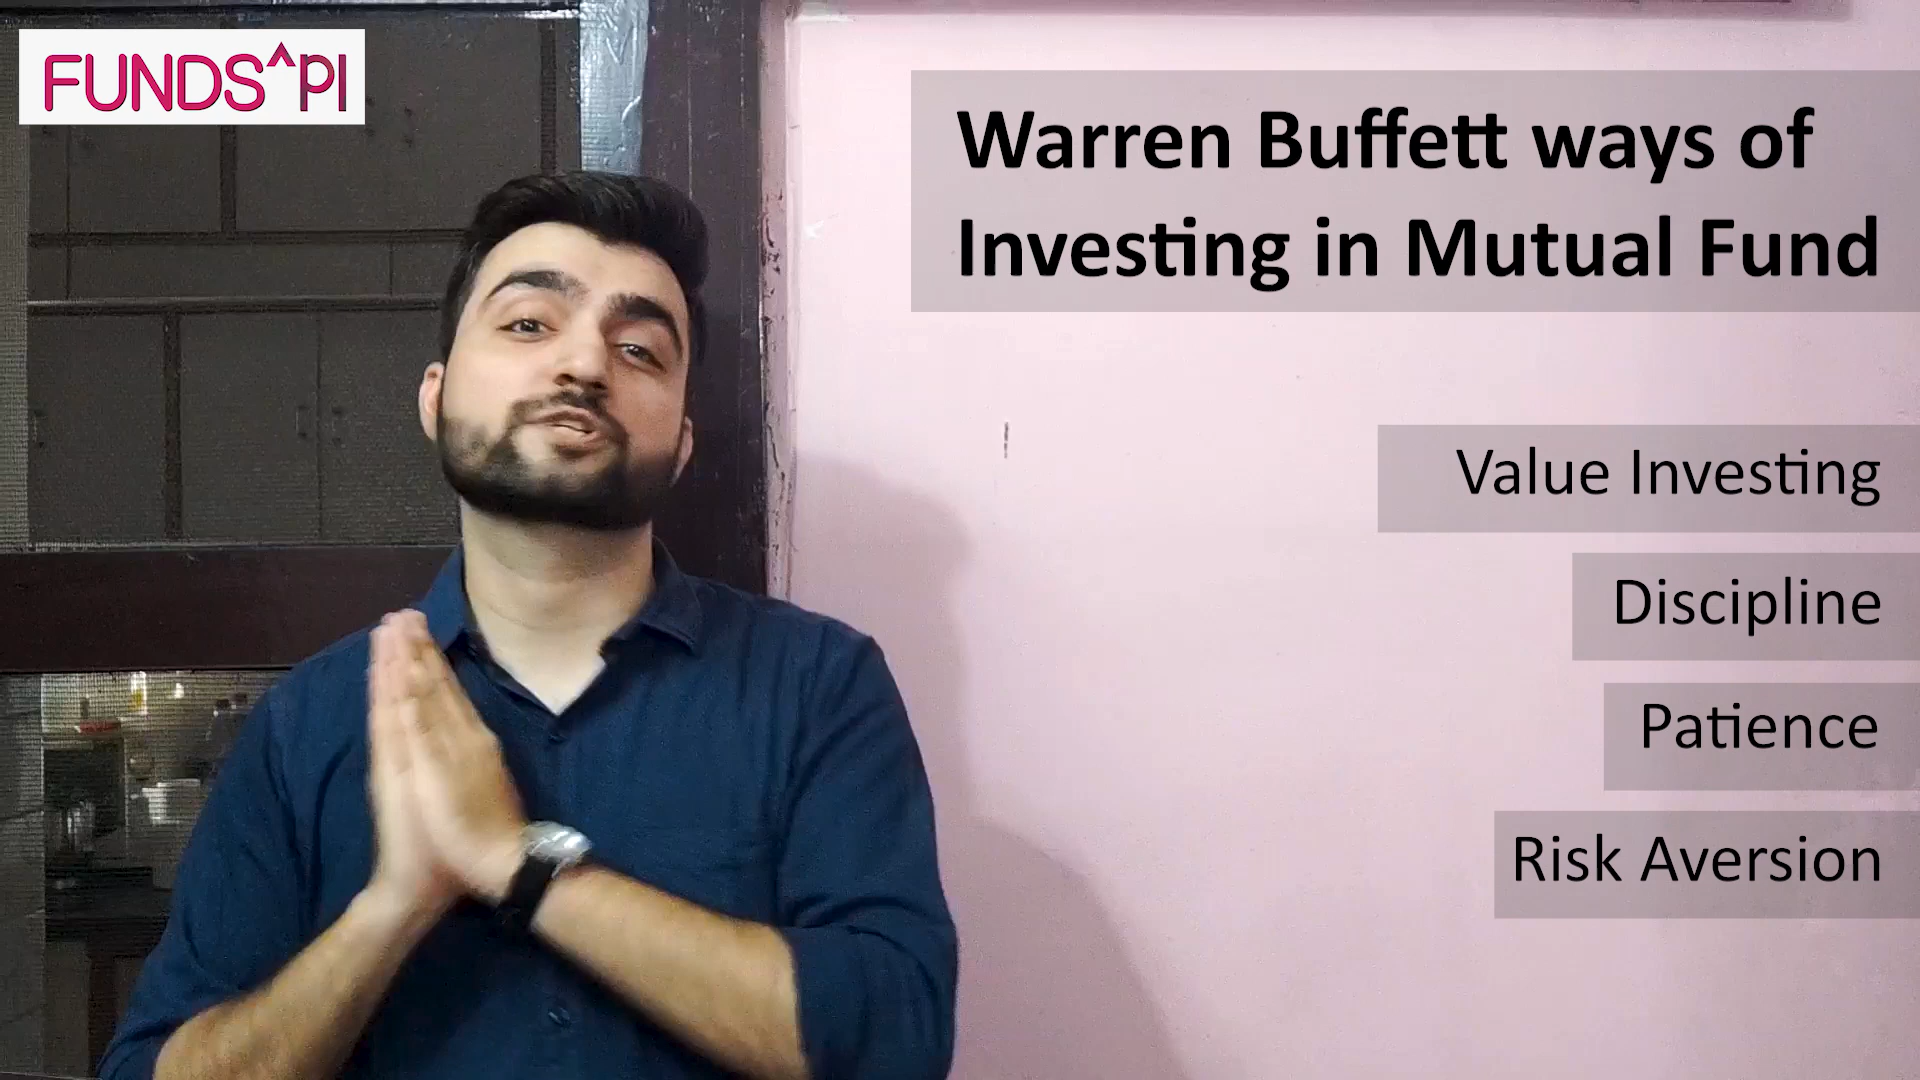 FUNDS^PI
Warren Buffett ways of
Investing in Mutual Fund
Value Investing
Discipline
Patience
Risk Aversion